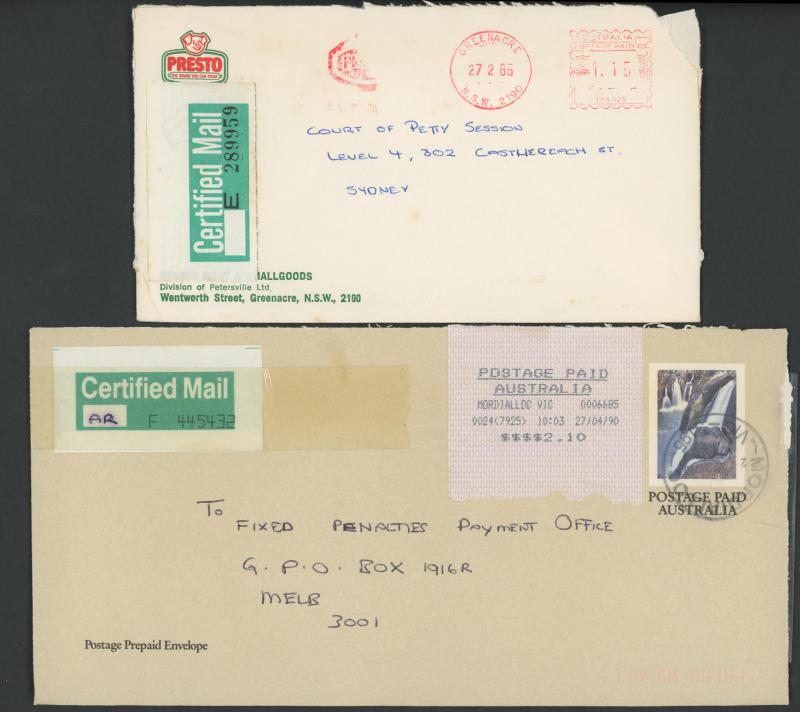 PRESTO
THE BRAND YOU CAN TRUST
GREENACRE
27 2 85
N.S.W. 2190
AUSTRALIA
POSTAGE PAID
1.15
Certified Mail
E 289959
COURT OF PETTY SESSION
LEVEL 4, 302 CASTHEREAGH ST.
SYDNEY
HALLGOODS
Division of Petersville Ltd.
Wentworth Street, Greenacre, N.S.W., 2190
Certified Mail
AR F 445432
POSTAGE PAID
AUSTRALIA
MORDIALLOC VIC 0006685
0024<7925> 10:03 27/04/90
$$$$2.10
POSTAGE PAID
AUSTRALIA
TO
FIXED PENALTIES PAYMENT OFFICE
G.P.O. BOX 1916R
MELB
3001
Postage Prepaid Envelope